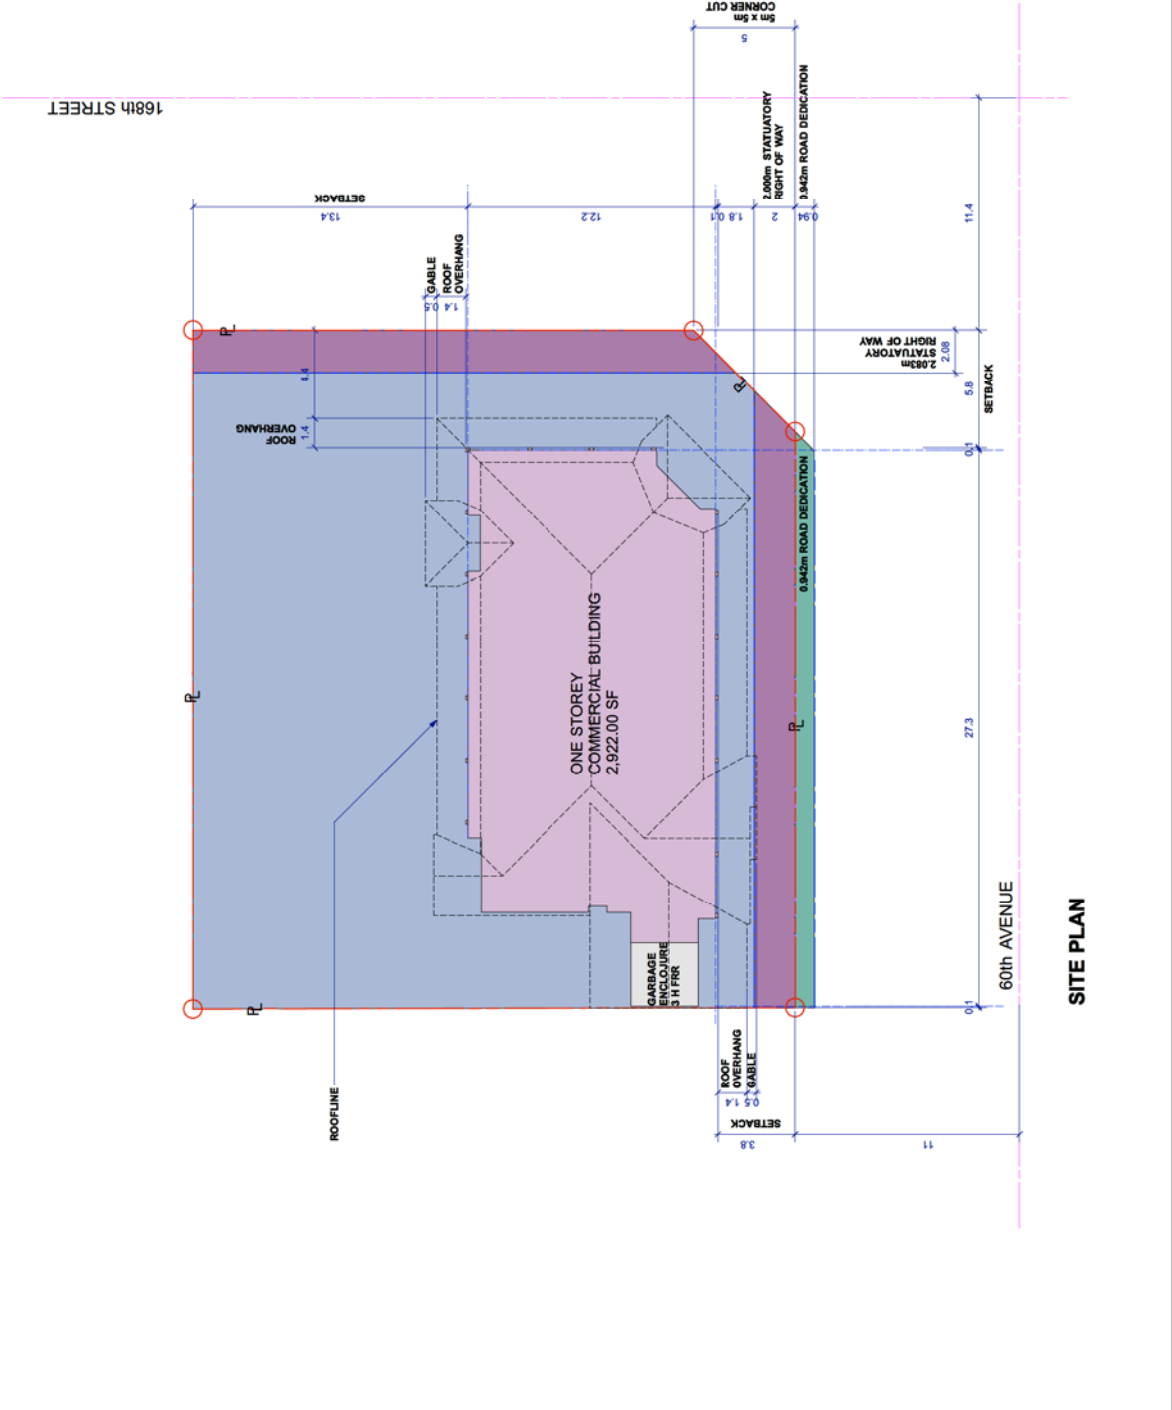 5m x 5m
CORNER CUT
5
168th STREET
2.000m STATUATORY
RIGHT OF WAY
0.942m ROAD DEDICATION
SETBACK
13.4
12.2
0.1
1.8
2
0.94
11.4
GABLE
ROOF
OVERHANG
0.5
1.4
PL
2.083m
STATUATORY
RIGHT OF WAY
2.08
4.4
5.8
SETBACK
ROOF
OVERHANG
1.4
PL
0.1
0.942m ROAD DEDICATION
ONE STOREY
COMMERCIAL BUILDING
2,922.00 SF
PL
PL
27.3
GARBAGE
ENCLOJURE
3 H FRR
60th AVENUE
SITE PLAN
PL
0.1
ROOFLINE
ROOF
OVERHANG
GABLE
1.4
0.5
SETBACK
3.8
11